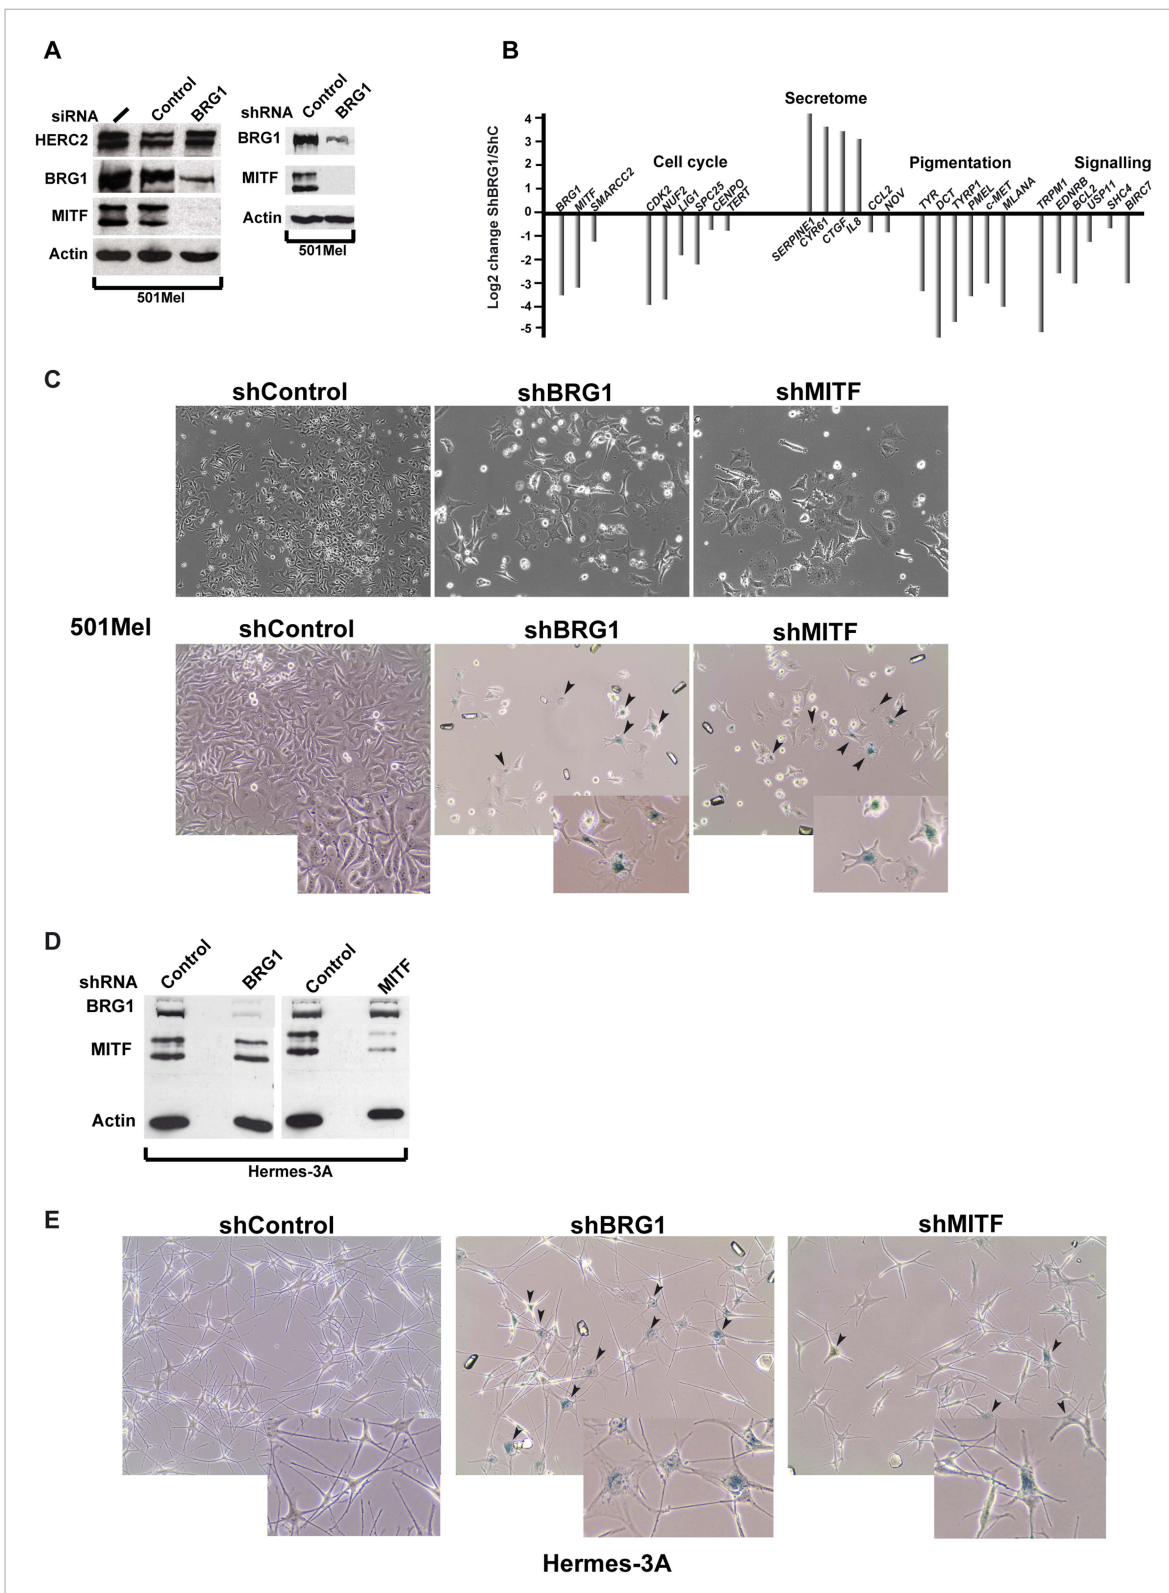 A
siRNA
Control
BRG1
HERC2
BRG1
MITF
Actin
501Mel
shRNA
Control
BRG1
BRG1
MITF
Actin
501Mel
B
Log2 change ShBRG1/ShC
4
3
2
1
0
-1
-2
-3
-4
-5
Cell cycle
Secretome
Pigmentation
Signalling
BRG1
MITF
SMARCC2
CDK2
NUF2
LIG1
SPC25
CENPO
TERT
SERPINE1
CYR61
CTGF
IL8
CCL2
NOV
TYR
DCT
TYRP1
PMEL
c-MET
MLANA
TRPM1
EDNRB
BCL2
USP11
SHC4
BIRC7
C
shControl
shBRG1
shMITF
501Mel
shControl
shBRG1
shMITF
D
shRNA
Control
BRG1
Control
MITF
BRG1
MITF
Actin
Hermes-3A
E
shControl
shBRG1
shMITF
Hermes-3A